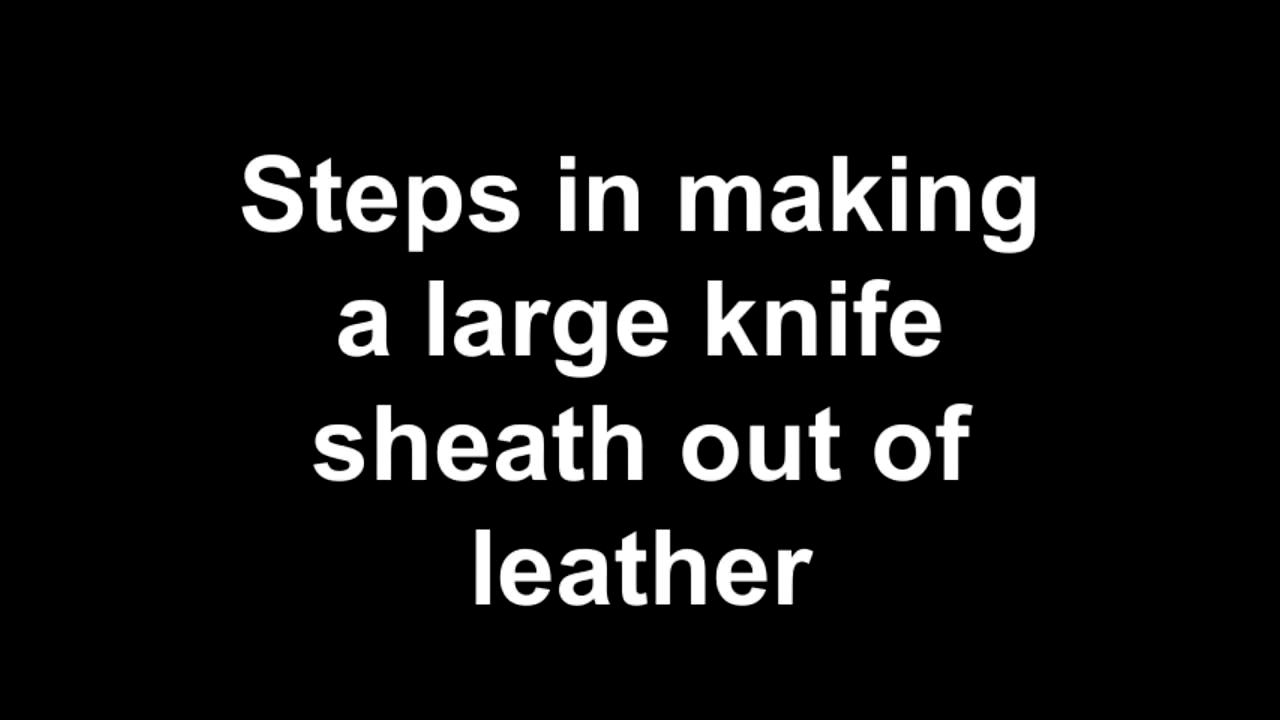 Steps in making
a large knife
sheath out of
leather